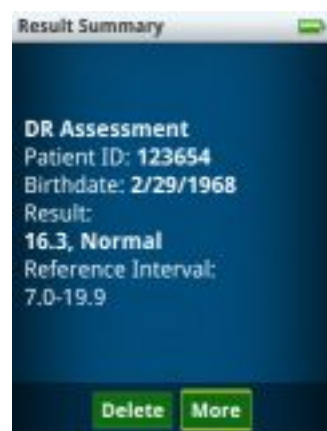 Result Summary
DR Assessment
Patient ID: 123654
Birthdate: 2/29/1968
Result:
16.3, Normal
Reference Interval:
7.0-19.9
Delete More